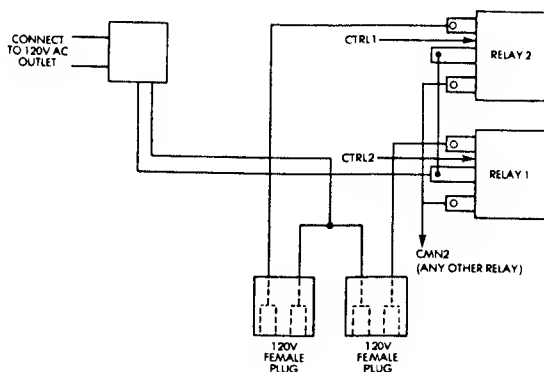 CONNECT
TO 120V AC
OUTLET
CTRL1
RELAY 2
CTRL2
RELAY 1
CMN2
(ANY OTHER RELAY)
120V
FEMALE
PLUG
120V
FEMALE
PLUG